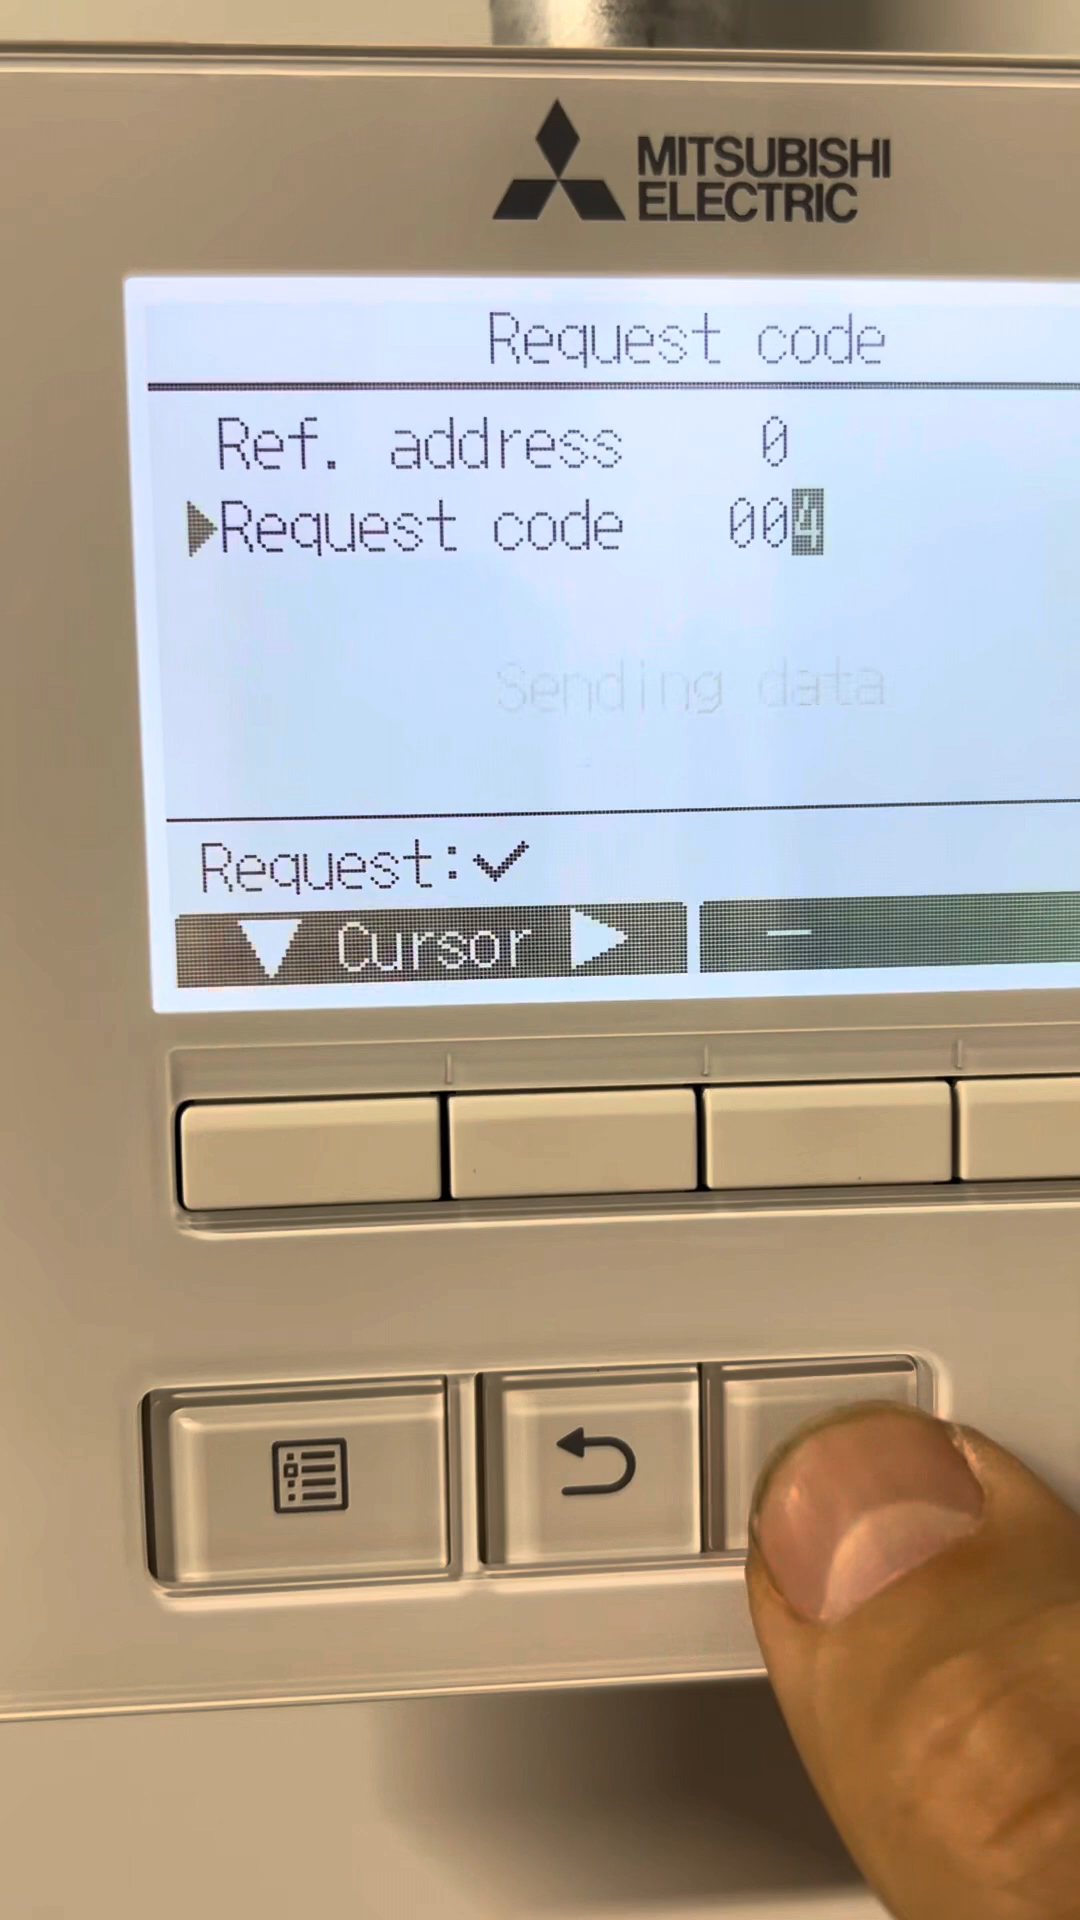 MITSUBISHI
ELECTRIC
Request code
Ref. address 0
Request code 004
Sending data
Request:✓
▼ Cursor ▶ −